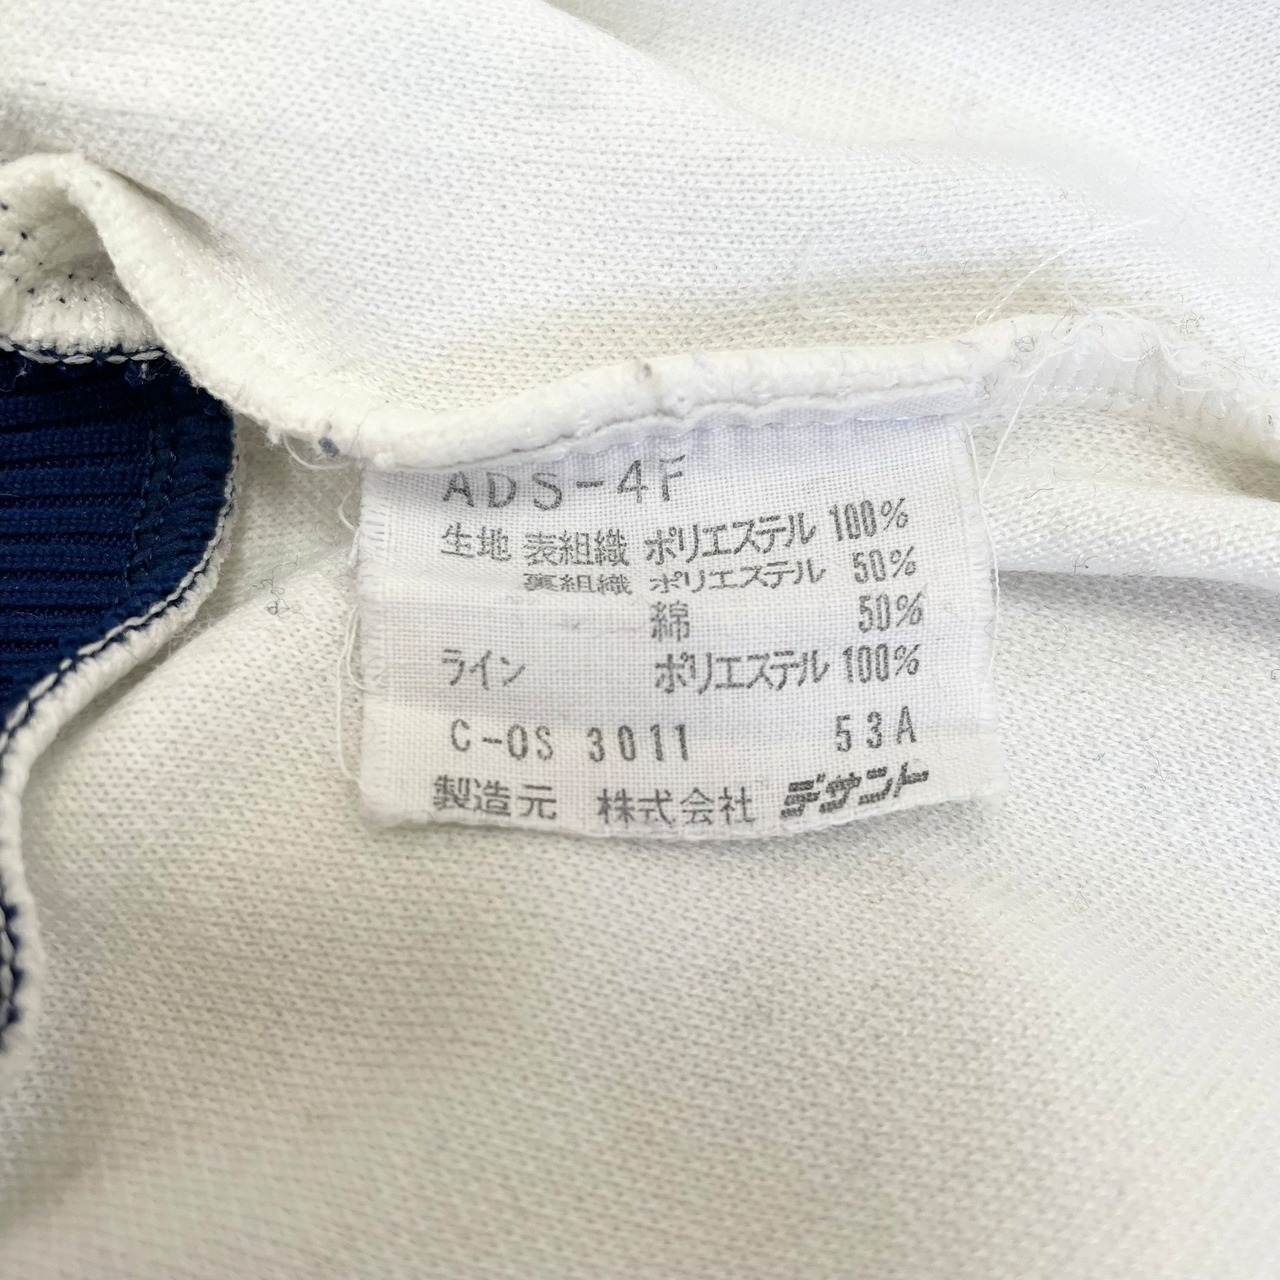 ADS-4F
生地 表組織 ポリエステル 100%
裏組織 ポリエステル 50%
綿 50%
ライン ポリエステル 100%
C-OS 3011 53A
製造元 株式会社 デサント